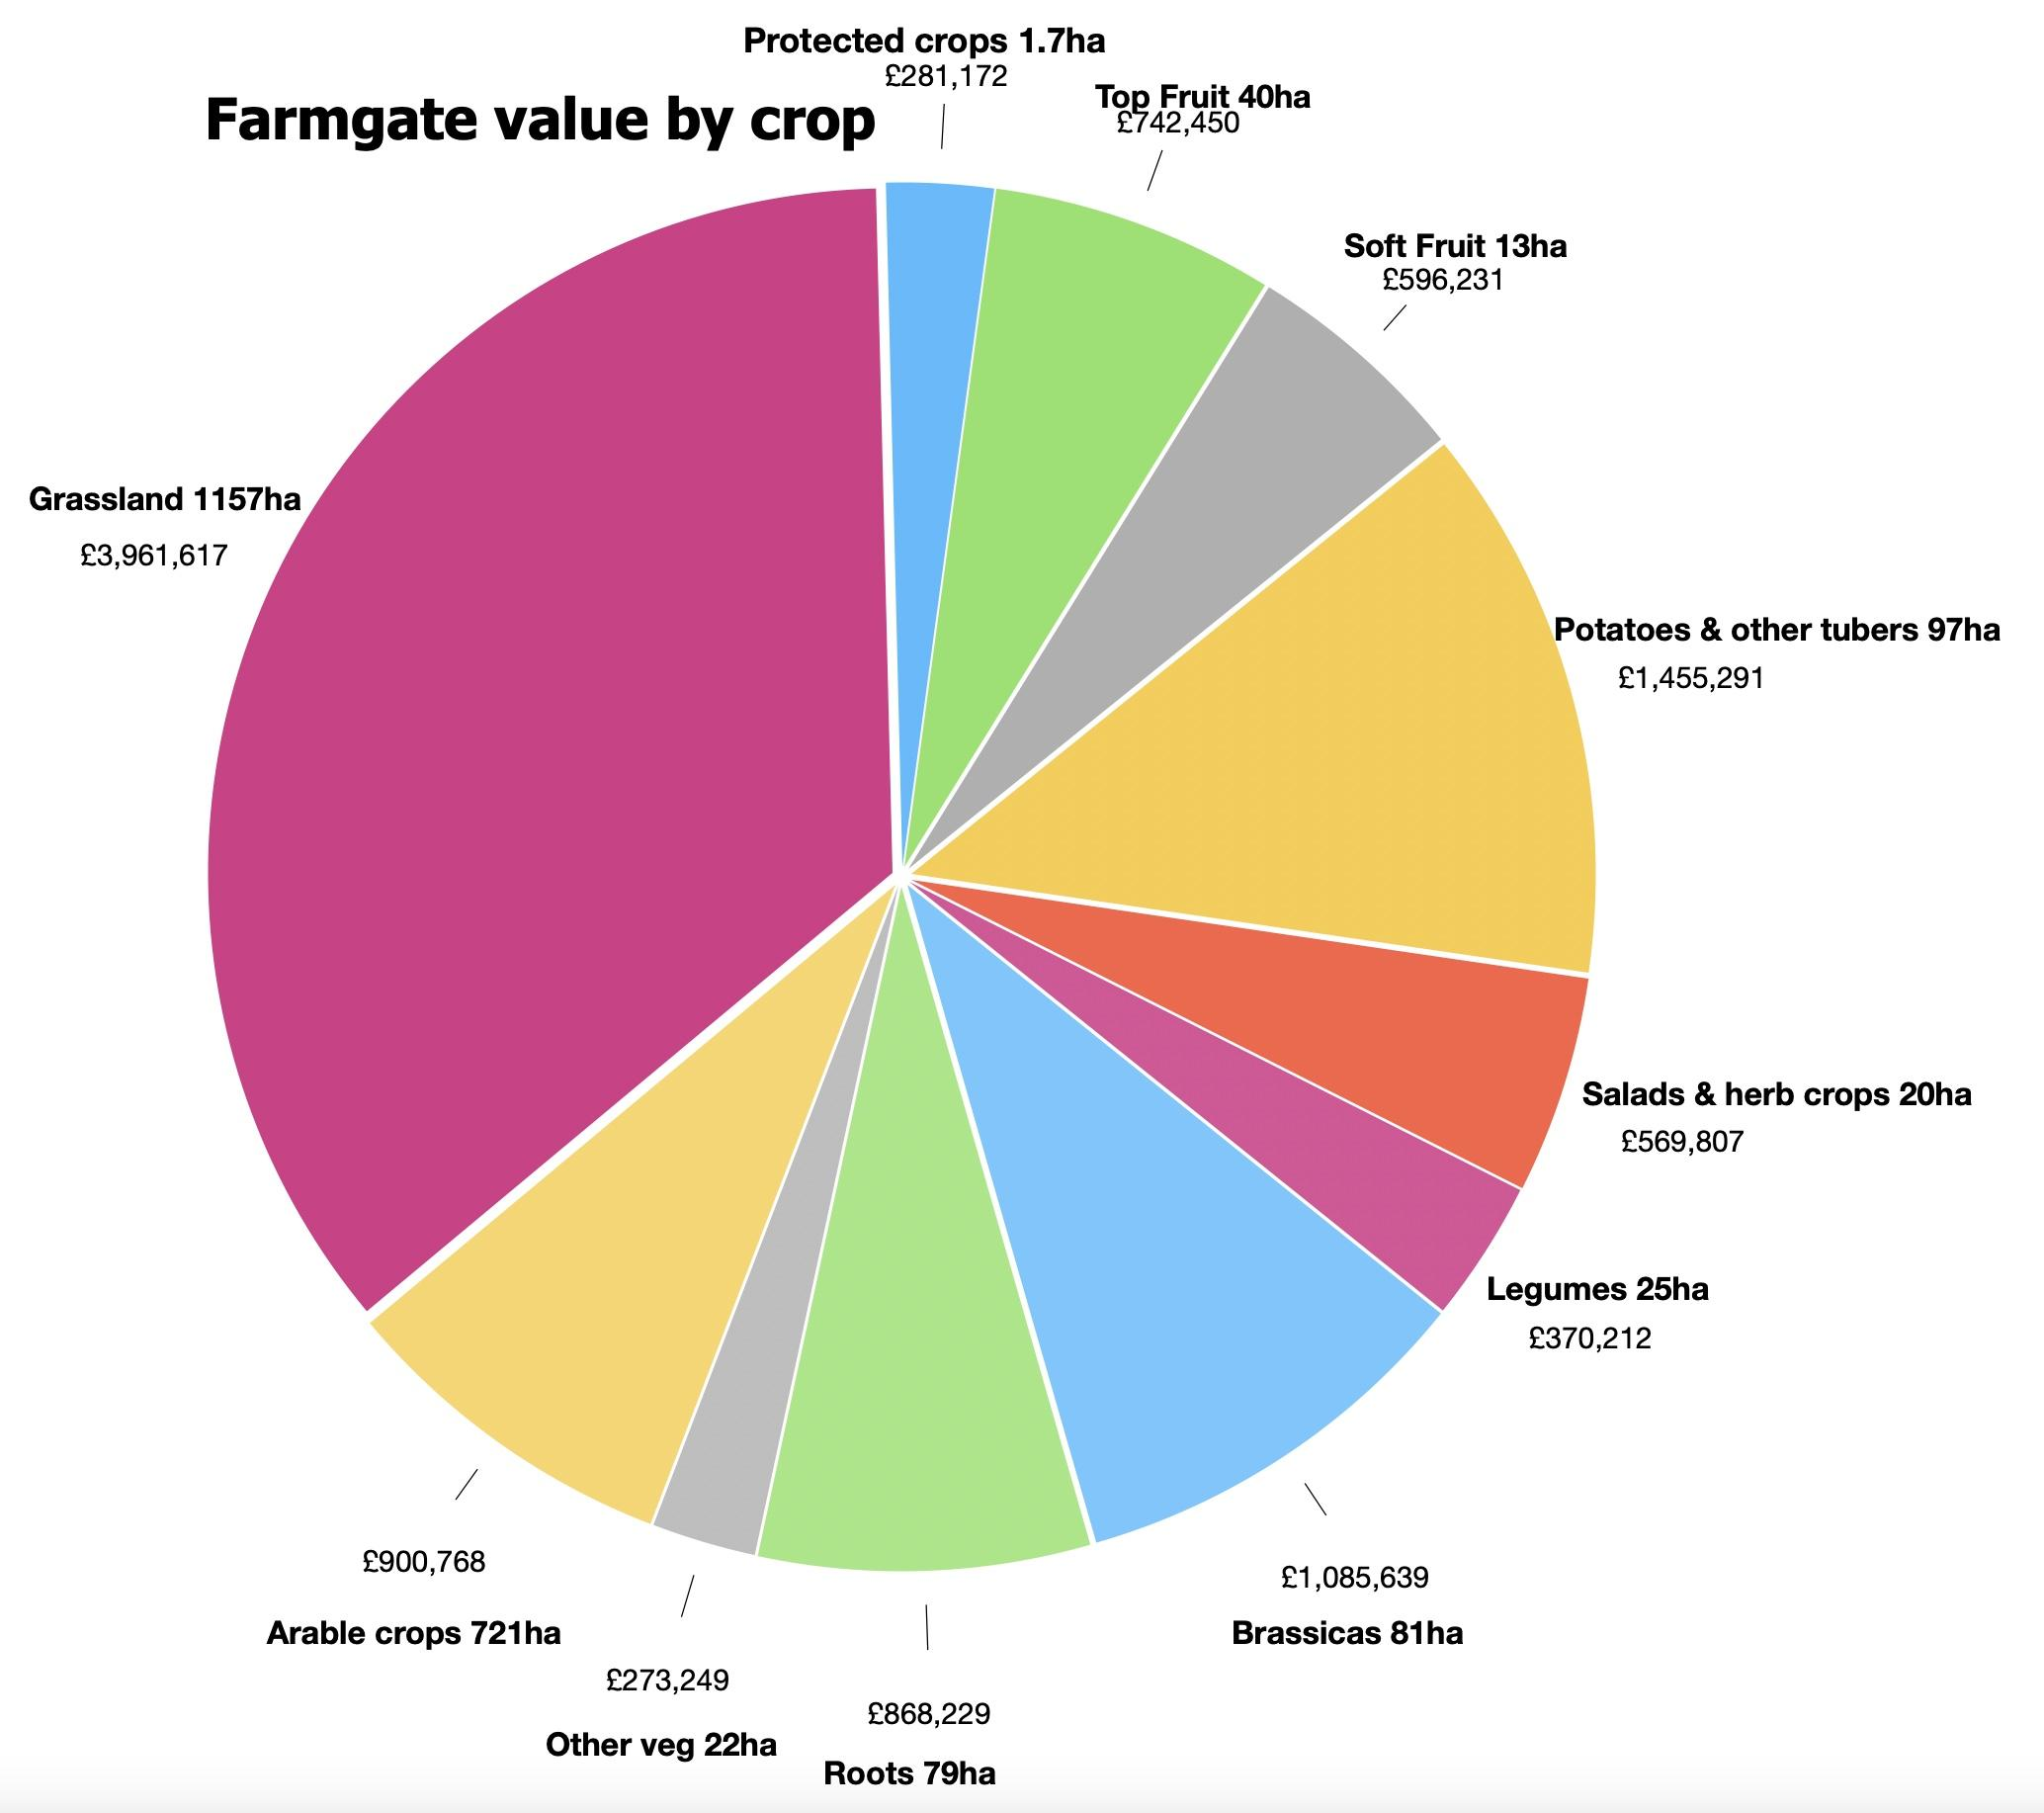 Farmgate value by crop
Protected crops 1.7ha
£281,172
Top Fruit 40ha
£742,450
Soft Fruit 13ha
£596,231
Potatoes & other tubers 97ha
£1,455,291
Salads & herb crops 20ha
£569,807
Legumes 25ha
£370,212
£1,085,639
Brassicas 81ha
£868,229
Roots 79ha
£273,249
Other veg 22ha
£900,768
Arable crops 721ha
Grassland 1157ha
£3,961,617